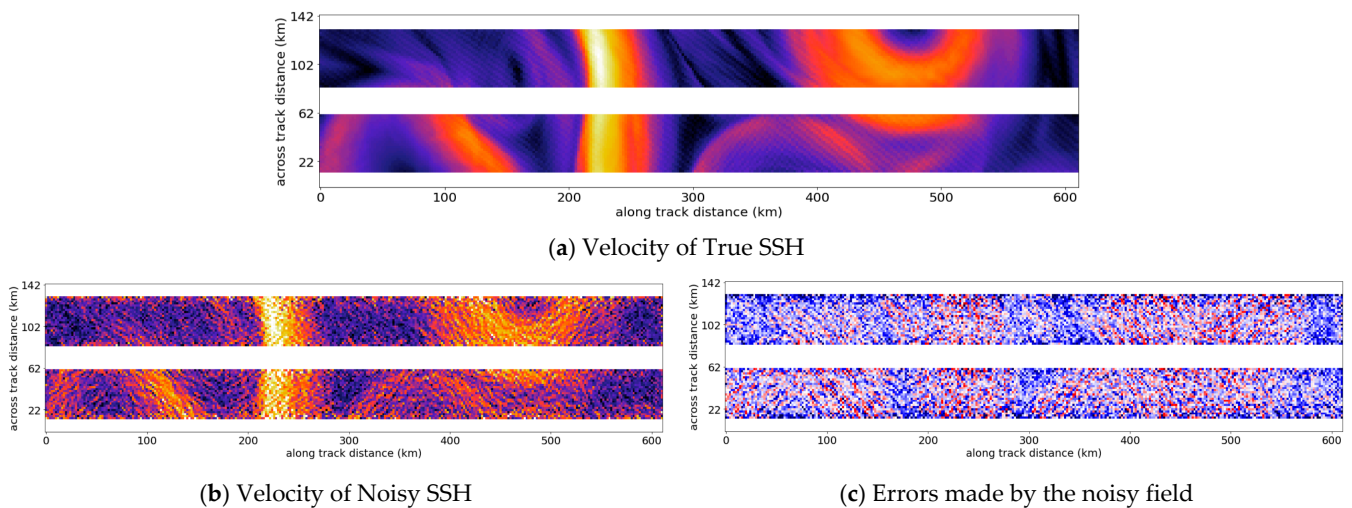 142
102
62
22
across track distance (km)
0 100 200 300 400 500 600
along track distance (km)
(a) Velocity of True SSH
142
102
62
22
across track distance (km)
0 100 200 300 400 500 600
along track distance (km)
(b) Velocity of Noisy SSH
142
102
62
22
across track distance (km)
0 100 200 300 400 500 600
along track distance (km)
(c) Errors made by the noisy field